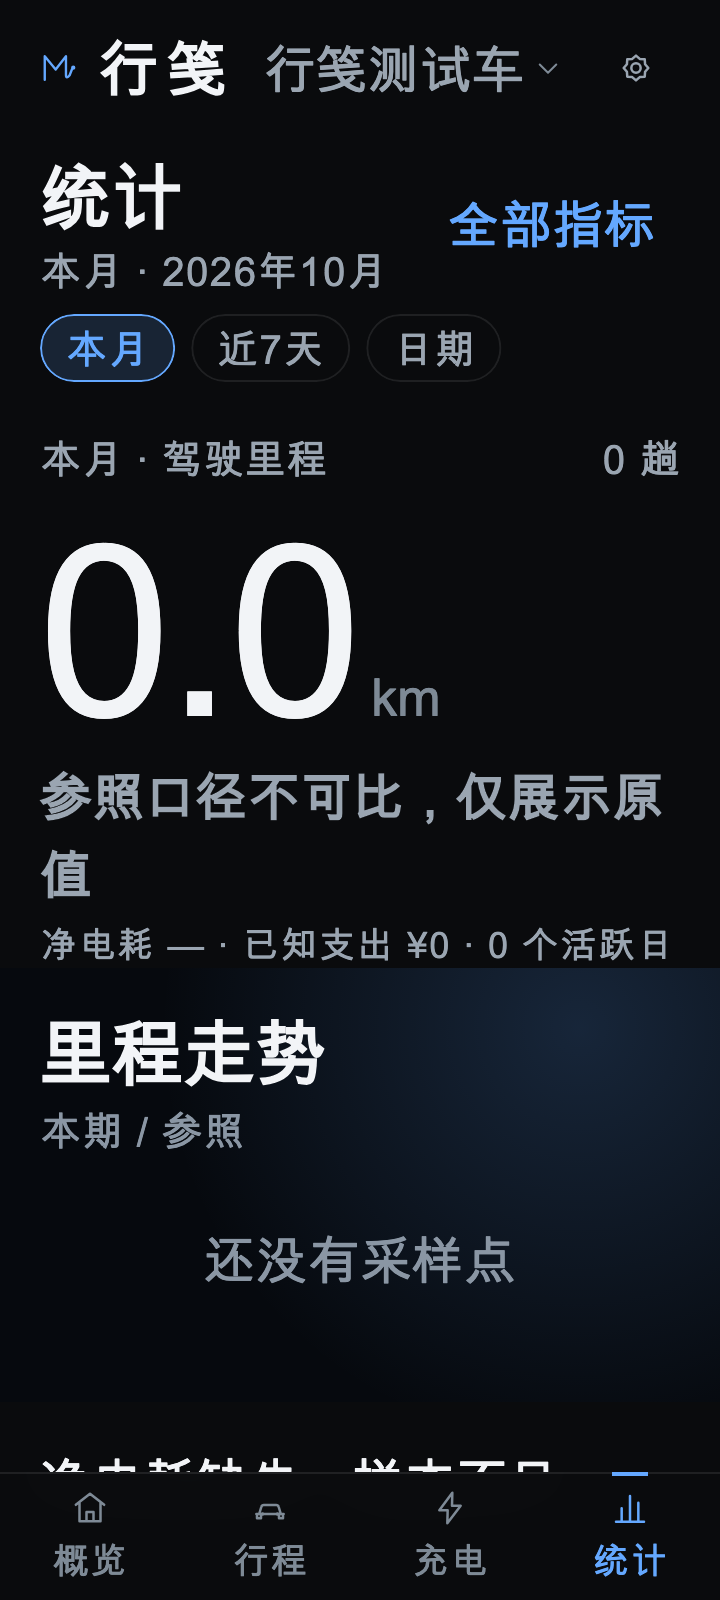 行笺 行笺测试车
统计
全部指标
本月 · 2026年10月
本月 近7天 日期
本月 · 驾驶里程 0 趟
0.0 km
参照口径不可比，仅展示原
值
净电耗 — · 已知支出 ¥0 · 0 个活跃日
里程走势
本期 / 参照
还没有采样点
概览 行程 充电 统计